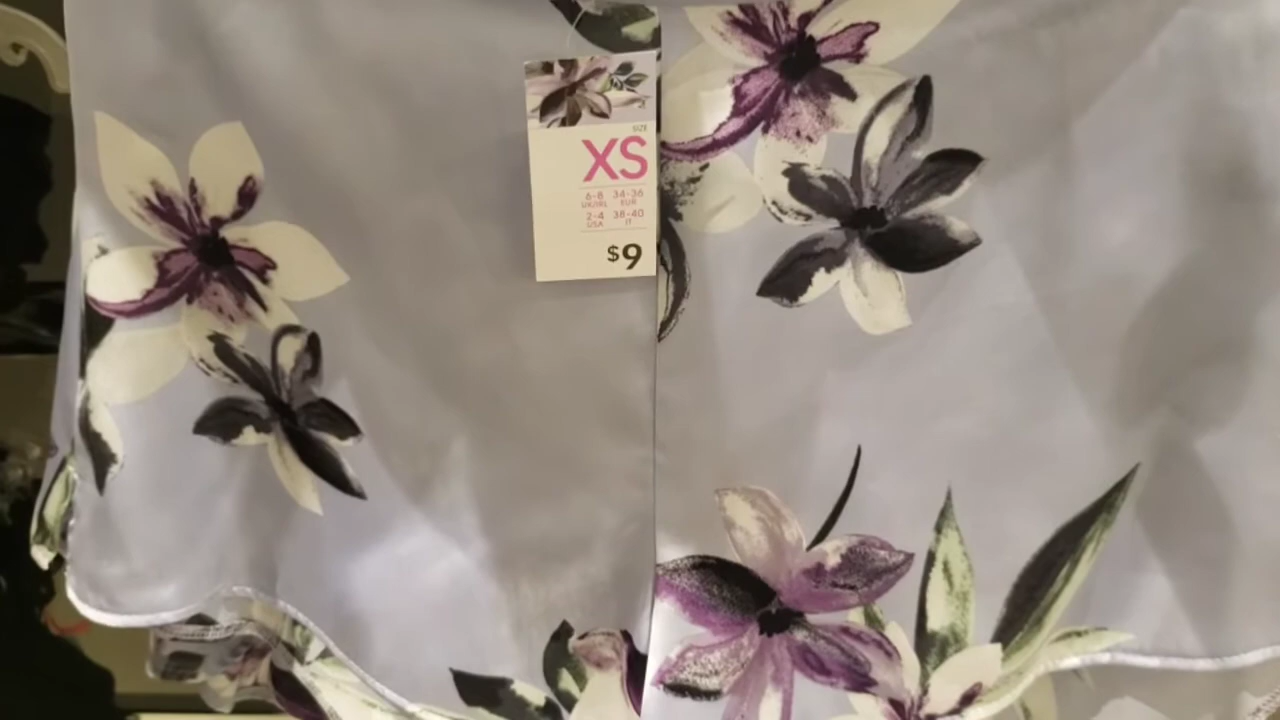 SIZE
XS
6-8 34-36
UK/IRL EUR
2-4 38-40
USA IT
$9